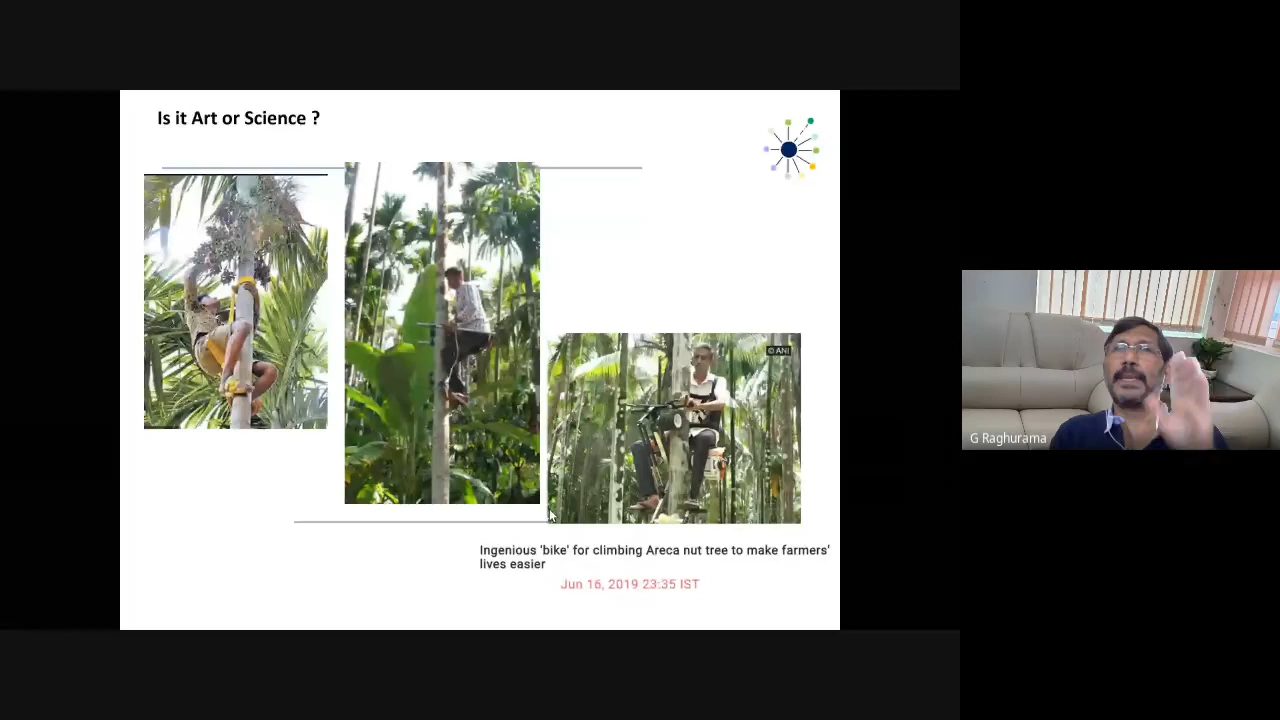 Is it Art or Science ?
© ANI
G Raghurama
Ingenious 'bike' for climbing Areca nut tree to make farmers'
lives easier
Jun 16, 2019 23:35 IST